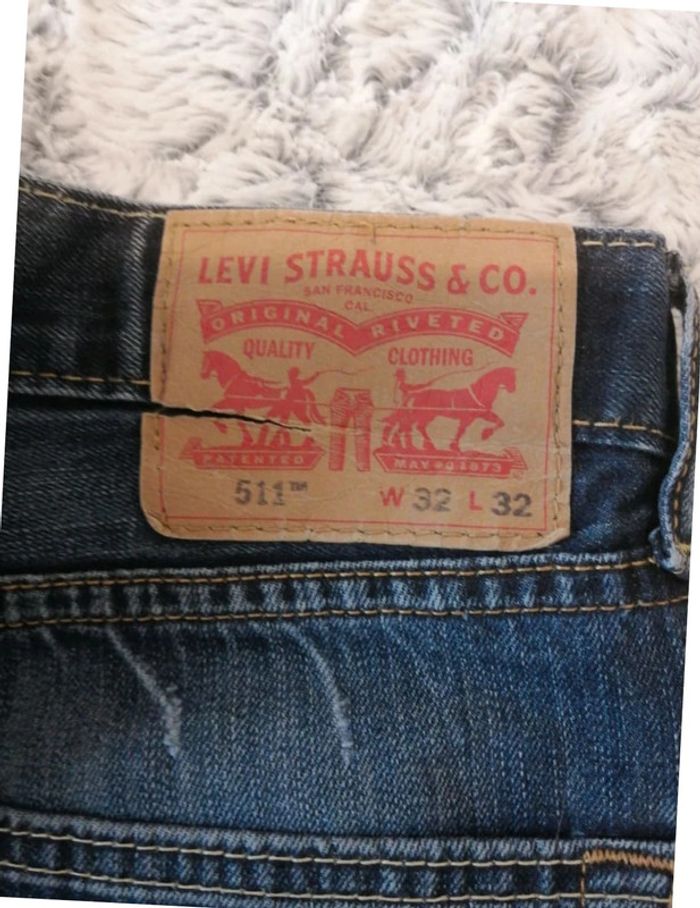 LEVI STRAUSS & CO.
SAN FRANCISCO
CAL.
ORIGINAL RIVETED
QUALITY CLOTHING
PATENTED MAY 20 1873
511™ W 32 L 32